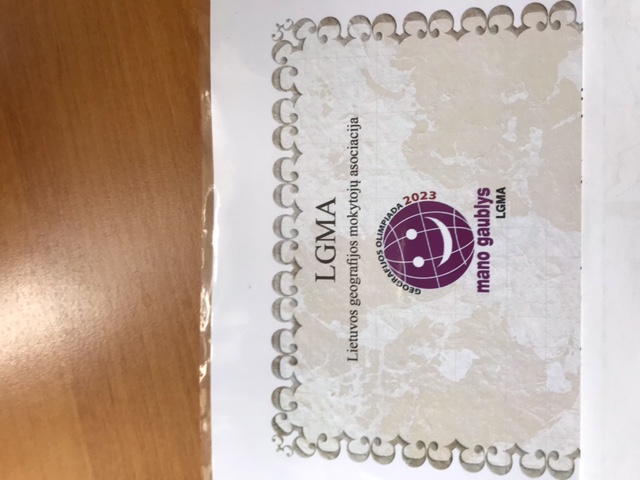 LGMA
Lietuvos geografijos mokytojų asociacija
GEOGRAFIJOS OLIMPIADA 2023
mano gaublys
LGMA